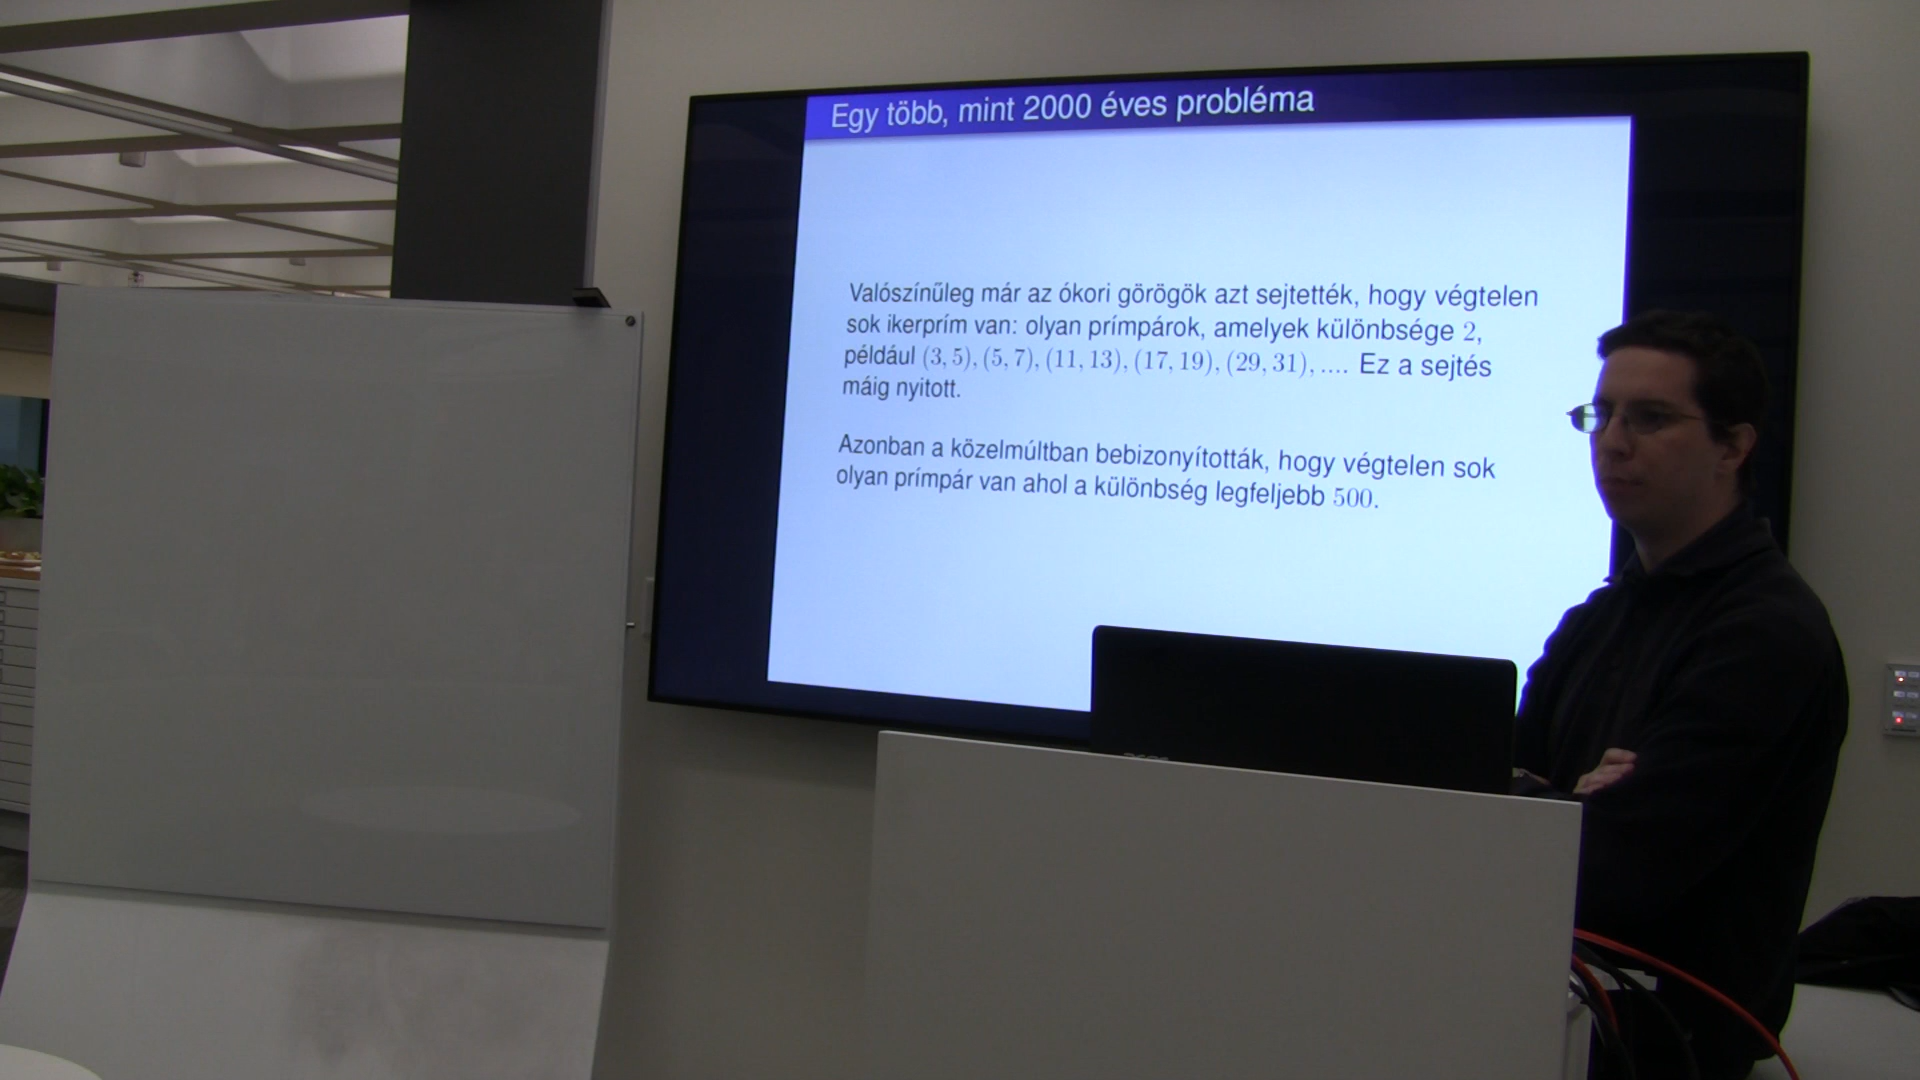 Egy több, mint 2000 éves probléma
Valószínűleg már az ókori görögök azt sejtették, hogy végtelen
sok ikerprím van: olyan prímpárok, amelyek különbsége 2,
például (3, 5), (5, 7), (11, 13), (17, 19), (29, 31), .... Ez a sejtés
máig nyitott.
Azonban a közelmúltban bebizonyították, hogy végtelen sok
olyan prímpár van ahol a különbség legfeljebb 500.